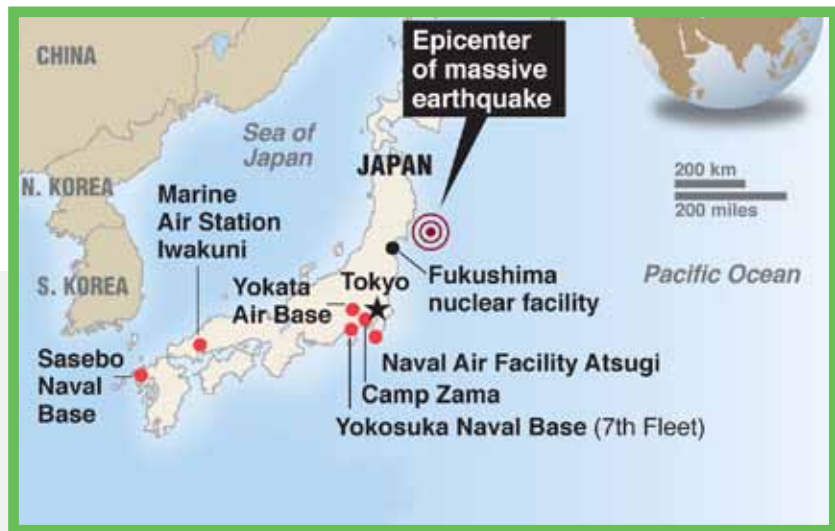 CHINA
Epicenter
of massive
earthquake
Sea of
Japan
JAPAN
200 km
200 miles
N. KOREA
Marine
Air Station
Iwakuni
S. KOREA
Yokata
Air Base
Tokyo
Fukushima
nuclear facility
Pacific Ocean
Sasebo
Naval
Base
Naval Air Facility Atsugi
Camp Zama
Yokosuka Naval Base (7th Fleet)